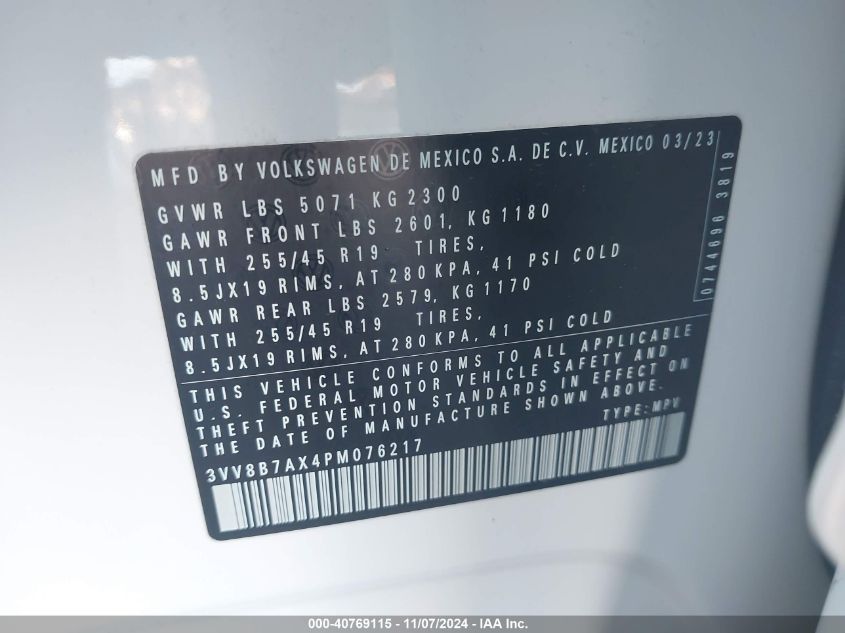 MFD BY VOLKSWAGEN DE MEXICO S.A. DE C.V. MEXICO 03/23
GVWR LBS 5071 KG 2300
GAWR FRONT LBS 2601, KG 1180
WITH 255/45 R19 TIRES,
8.5JX19 RIMS, AT 280 KPA, 41 PSI COLD
GAWR REAR LBS 2579, KG 1170
WITH 255/45 R19 TIRES,
8.5JX19 RIMS, AT 280 KPA, 41 PSI COLD
0744696 3819
THIS VEHICLE CONFORMS TO ALL APPLICABLE
U.S. FEDERAL MOTOR VEHICLE SAFETY AND
THEFT PREVENTION STANDARDS IN EFFECT ON
THE DATE OF MANUFACTURE SHOWN ABOVE.
3VV8B7AX4PM076217 TYPE: MPV
000-40769115 - 11/07/2024 - IAA Inc.